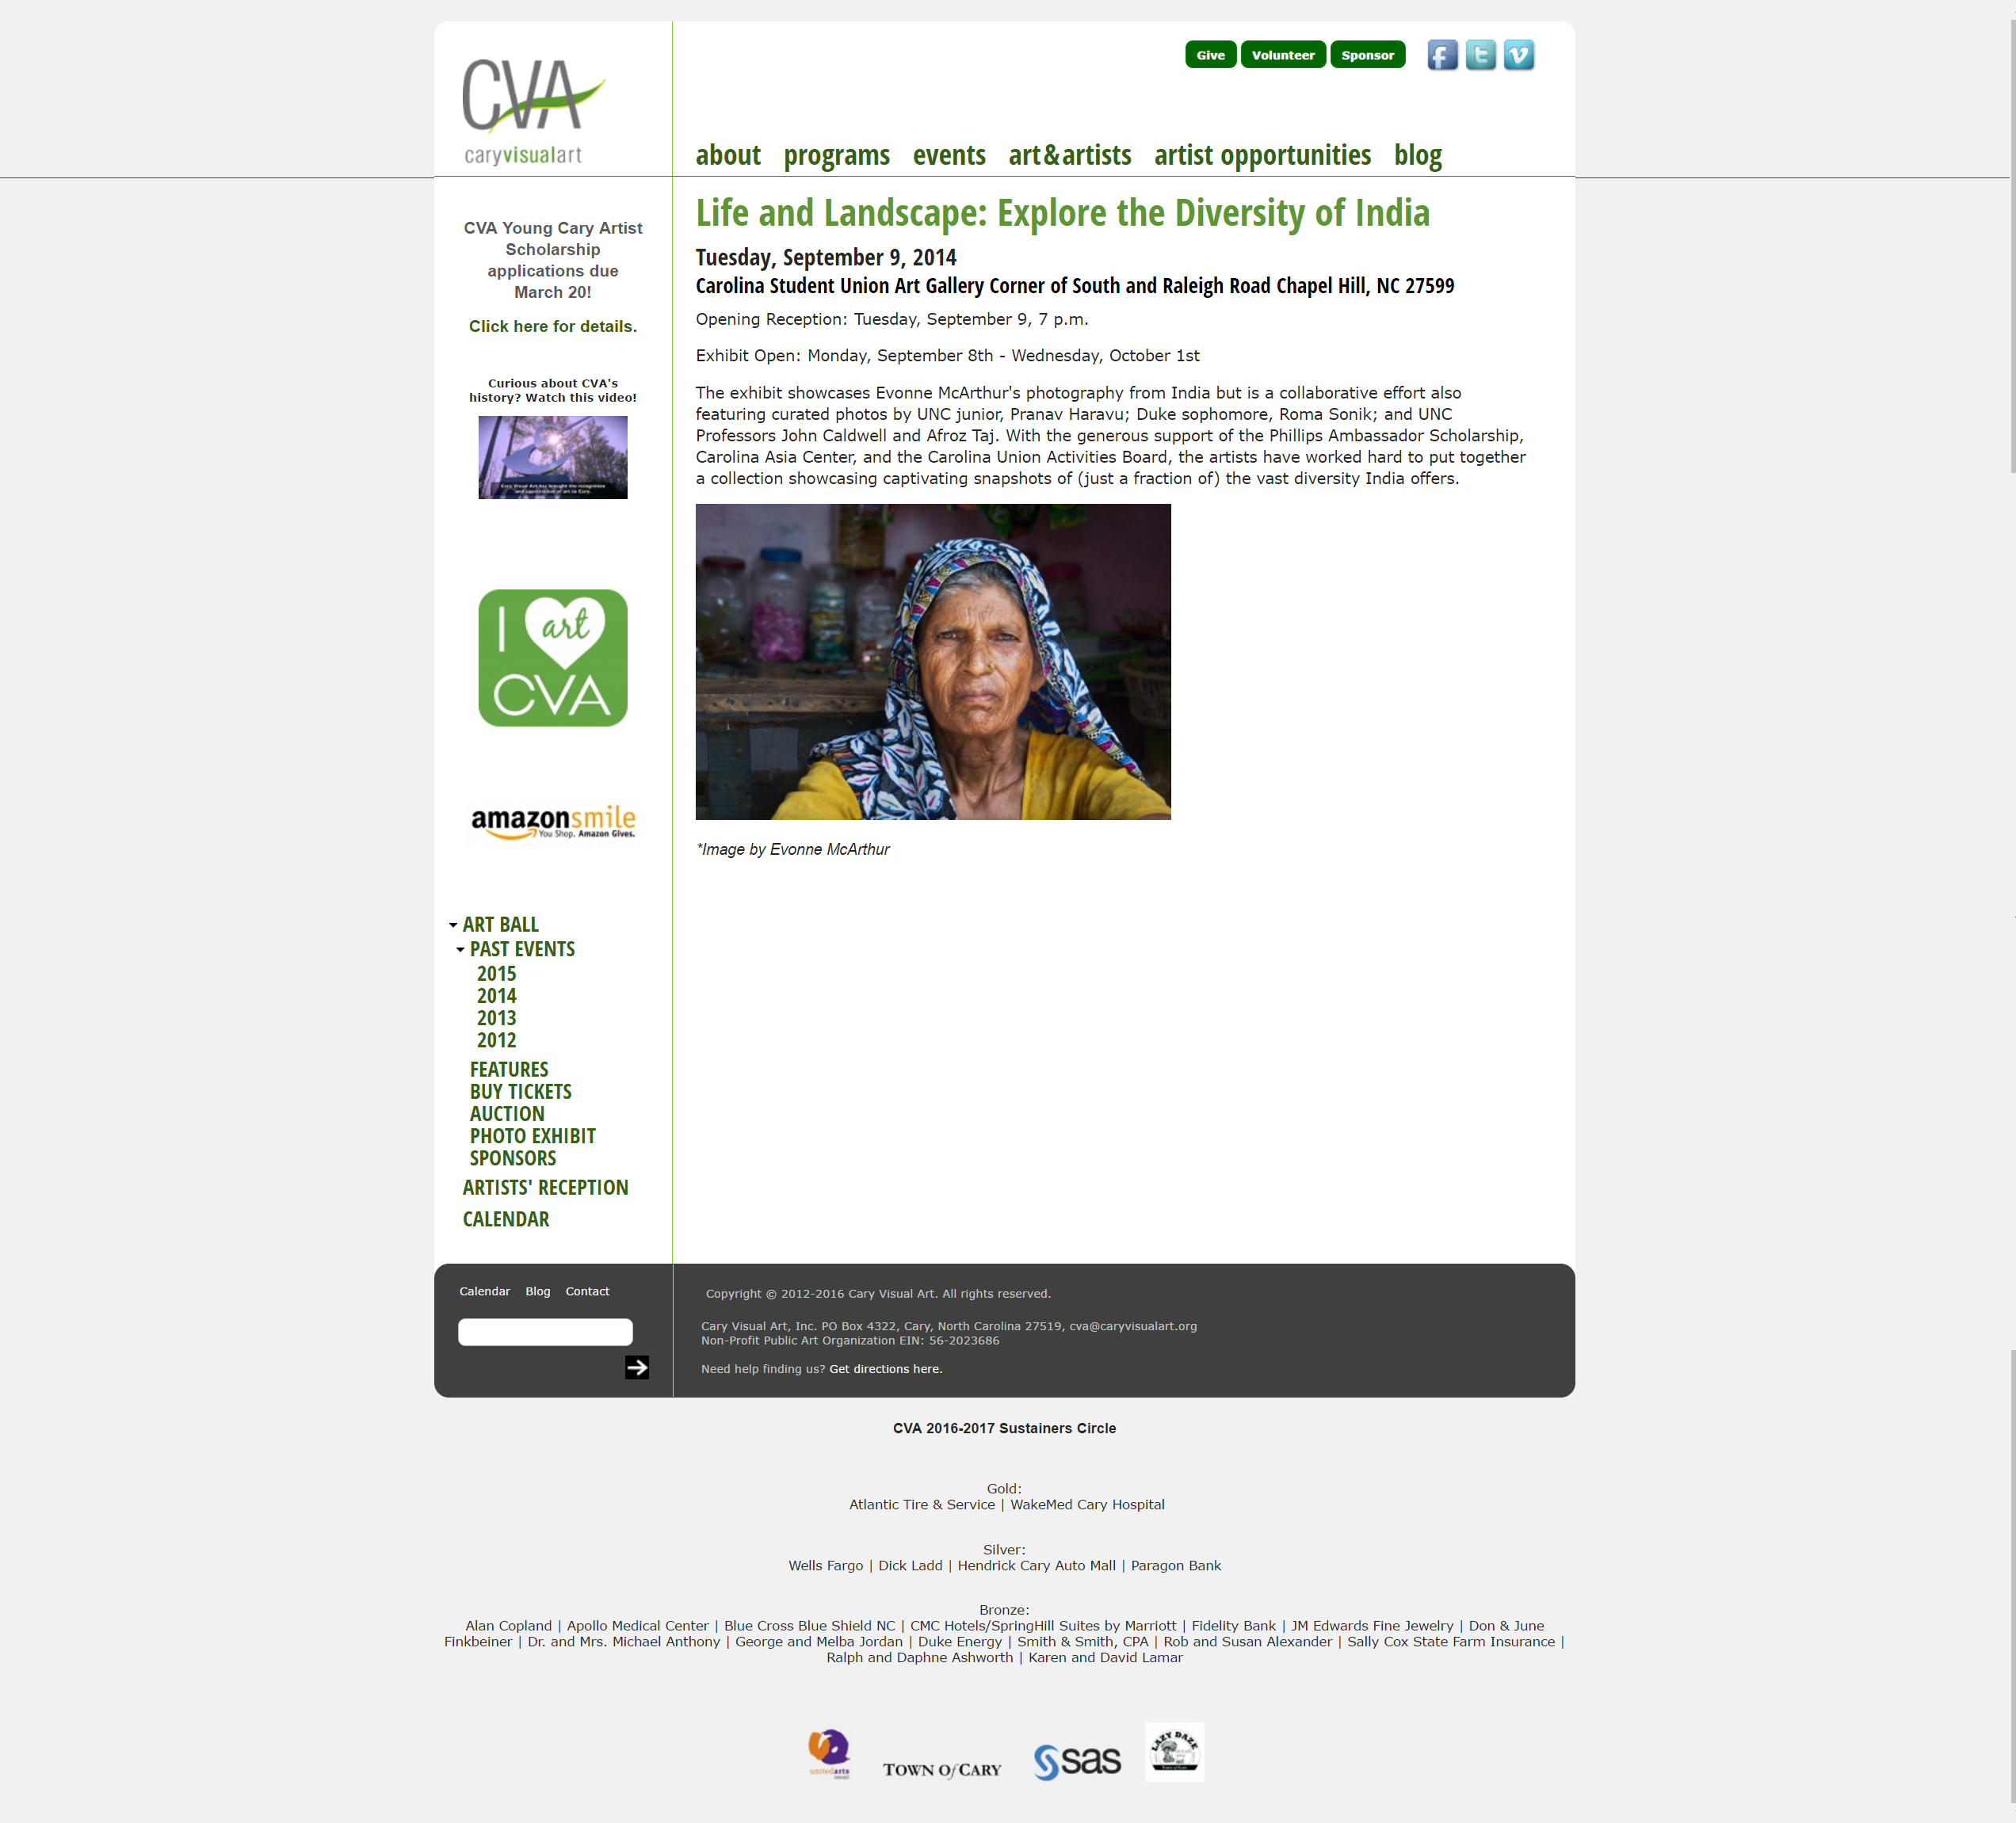 CVA
caryvisualart
Give Volunteer Sponsor
about programs events art&artists artist opportunities blog
CVA Young Cary Artist
Scholarship
applications due
March 20!
Click here for details.
Curious about CVA's
history? Watch this video!
Cary Visual Art has brought the recognition
and appreciation of art to Cary.
I art
CVA
amazonsmile
You Shop. Amazon Gives.
ART BALL
PAST EVENTS
2015
2014
2013
2012
FEATURES
BUY TICKETS
AUCTION
PHOTO EXHIBIT
SPONSORS
ARTISTS' RECEPTION
CALENDAR
Life and Landscape: Explore the Diversity of India
Tuesday, September 9, 2014
Carolina Student Union Art Gallery Corner of South and Raleigh Road Chapel Hill, NC 27599
Opening Reception: Tuesday, September 9, 7 p.m.
Exhibit Open: Monday, September 8th - Wednesday, October 1st
The exhibit showcases Evonne McArthur's photography from India but is a collaborative effort also
featuring curated photos by UNC junior, Pranav Haravu; Duke sophomore, Roma Sonik; and UNC
Professors John Caldwell and Afroz Taj. With the generous support of the Phillips Ambassador Scholarship,
Carolina Asia Center, and the Carolina Union Activities Board, the artists have worked hard to put together
a collection showcasing captivating snapshots of (just a fraction of) the vast diversity India offers.
*Image by Evonne McArthur
Calendar Blog Contact
Copyright © 2012-2016 Cary Visual Art. All rights reserved.
Cary Visual Art, Inc. PO Box 4322, Cary, North Carolina 27519, cva@caryvisualart.org
Non-Profit Public Art Organization EIN: 56-2023686
Need help finding us? Get directions here.
CVA 2016-2017 Sustainers Circle
Gold:
Atlantic Tire & Service | WakeMed Cary Hospital
Silver:
Wells Fargo | Dick Ladd | Hendrick Cary Auto Mall | Paragon Bank
Bronze:
Alan Copland | Apollo Medical Center | Blue Cross Blue Shield NC | CMC Hotels/SpringHill Suites by Marriott | Fidelity Bank | JM Edwards Fine Jewelry | Don & June
Finkbeiner | Dr. and Mrs. Michael Anthony | George and Melba Jordan | Duke Energy | Smith & Smith, CPA | Rob and Susan Alexander | Sally Cox State Farm Insurance |
Ralph and Daphne Ashworth | Karen and David Lamar
unitedarts
TOWN of CARY
sas
LAZY DAZE